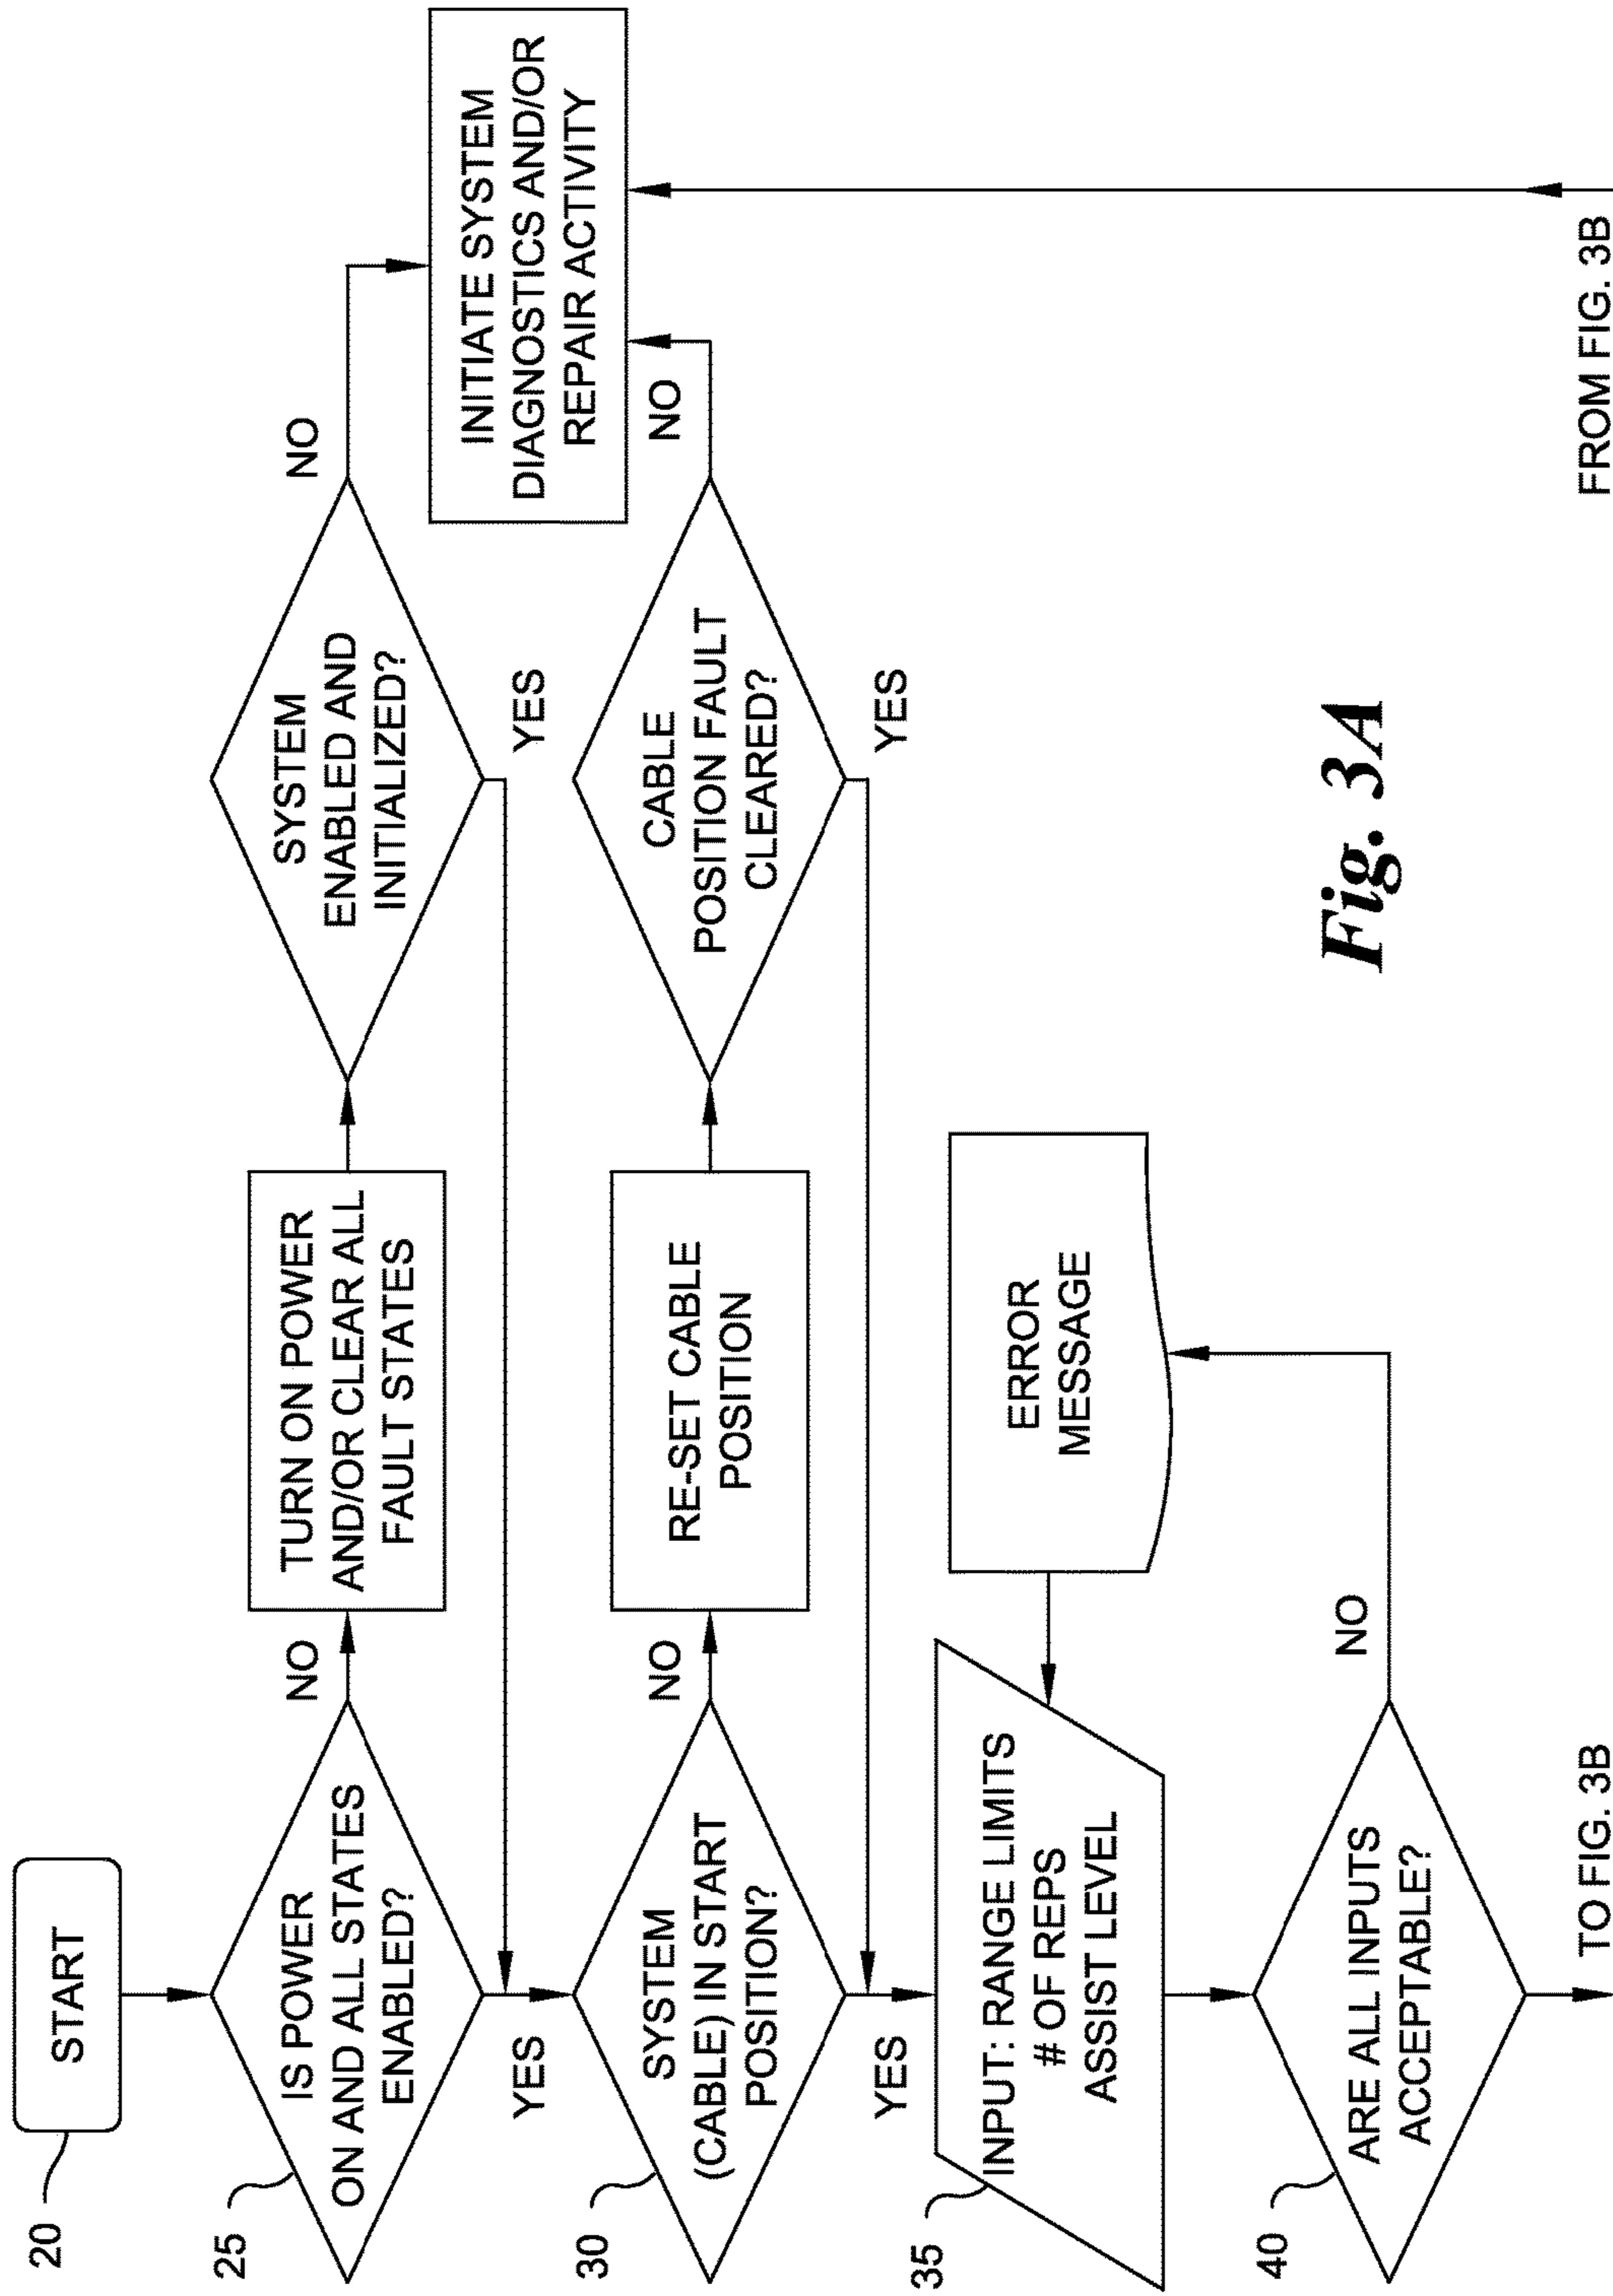 20
START
25
IS POWER
ON AND ALL STATES
ENABLED?
NO
TURN ON POWER
AND/OR CLEAR ALL
FAULT STATES
SYSTEM
ENABLED AND
INITIALIZED?
NO
INITIATE SYSTEM
DIAGNOSTICS AND/OR
REPAIR ACTIVITY
YES
YES
30
SYSTEM
(CABLE) IN START
POSITION?
NO
RE-SET CABLE
POSITION
CABLE
POSITION FAULT
CLEARED?
NO
YES
YES
35
INPUT: RANGE LIMITS
# OF REPS
ASSIST LEVEL
ERROR
MESSAGE
40
ARE ALL INPUTS
ACCEPTABLE?
NO
TO FIG. 3B
FROM FIG. 3B
Fig. 3A